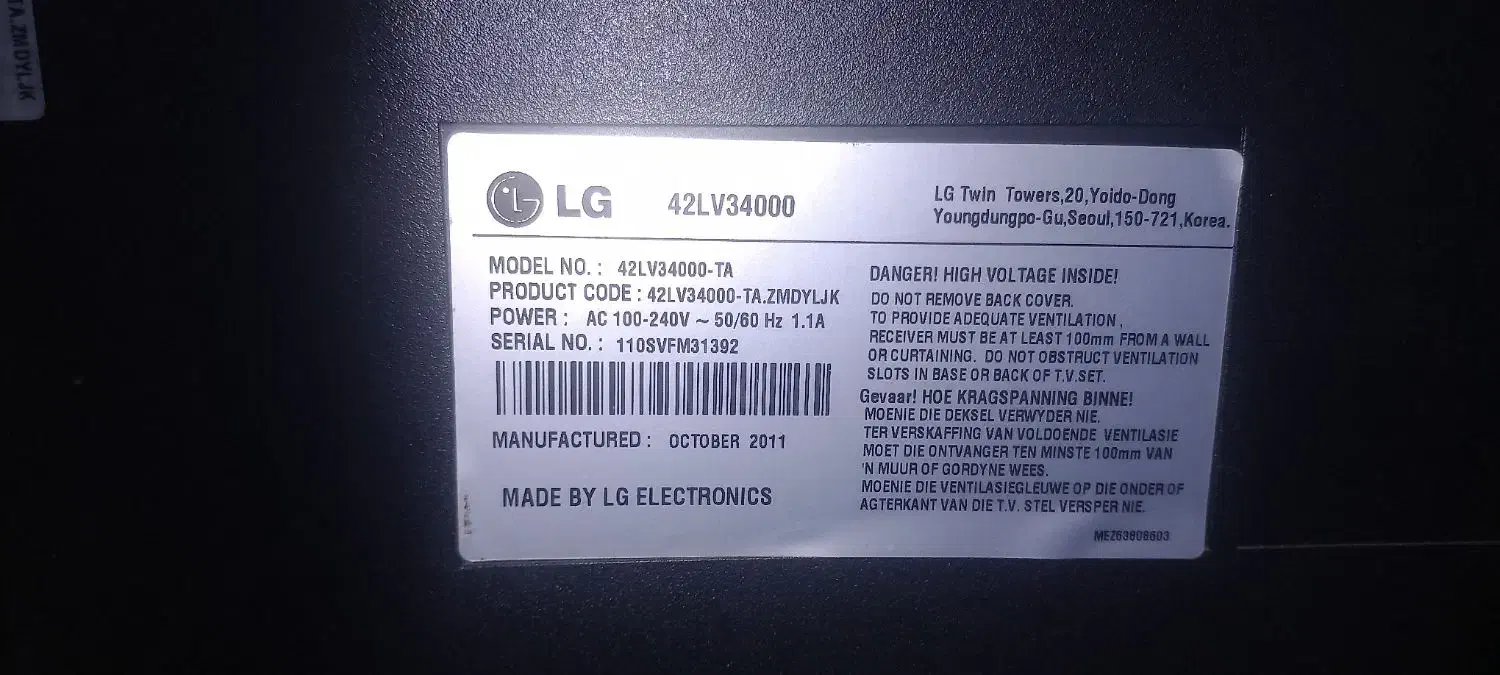 TA.ZMDYLJK
LG
42LV34000
LG Twin Towers,20,Yoido-Dong
Youngdungpo-Gu,Seoul,150-721,Korea.
MODEL NO. : 42LV34000-TA
PRODUCT CODE : 42LV34000-TA.ZMDYLJK
POWER : AC 100-240V ~ 50/60 Hz 1.1A
SERIAL NO. : 110SVFM31392
MANUFACTURED : OCTOBER 2011
MADE BY LG ELECTRONICS
DANGER! HIGH VOLTAGE INSIDE!
DO NOT REMOVE BACK COVER.
TO PROVIDE ADEQUATE VENTILATION ,
RECEIVER MUST BE AT LEAST 100mm FROM A WALL
OR CURTAINING. DO NOT OBSTRUCT VENTILATION
SLOTS IN BASE OR BACK OF T.V.SET.
Gevaar! HOE KRAGSPANNING BINNE!
MOENIE DIE DEKSEL VERWYDER NIE.
TER VERSKAFFING VAN VOLDOENDE VENTILASIE
MOET DIE ONTVANGER TEN MINSTE 100mm VAN
'N MUUR OF GORDYNE WEES.
MOENIE DIE VENTILASIEGLEUWE OP DIE ONDER OF
AGTERKANT VAN DIE T.V. STEL VERSPER NIE.
MEZ63808603